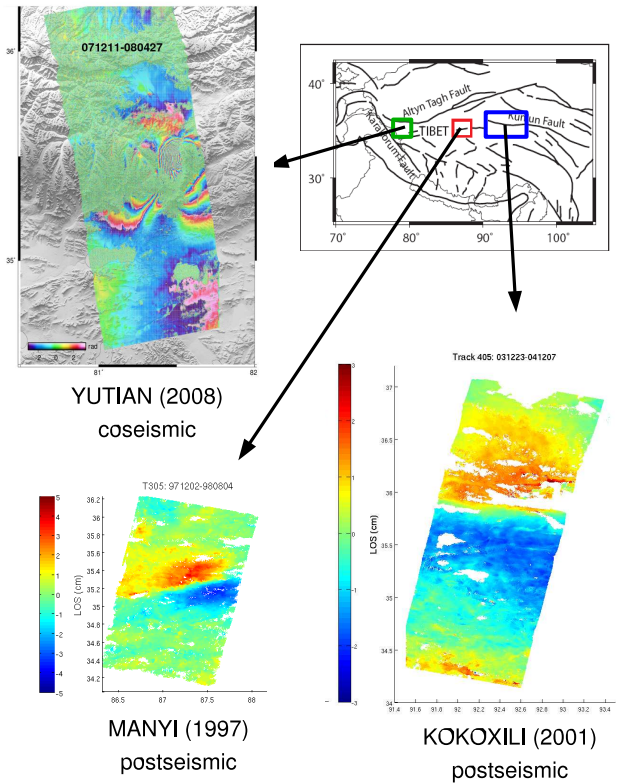 071211-080427
36'
35'
rad
-2 0 2
81'
82
YUTIAN (2008)
coseismic
40˚
30˚
70˚ 80˚ 90˚ 100˚
Altyn Tagh Fault
Kunlun Fault
TIBET
Karakorum Fault
T305: 971202-980804
5
4
3
2
1
0
-1
-2
-3
-4
-5
LOS (cm)
36.2
36
35.8
35.6
35.4
35.2
35
34.8
34.6
34.4
34.2
86.5 87 87.5 88
MANYI (1997)
postseismic
Track 405: 031223-041207
3
2
1
0
-1
-2
-3
LOS (cm)
37
36.5
36
35.5
35
34.5
34
91.4 91.6 91.8 92 92.2 92.4 92.6 92.8 93 93.2 93.4
KOKOXILI (2001)
postseismic